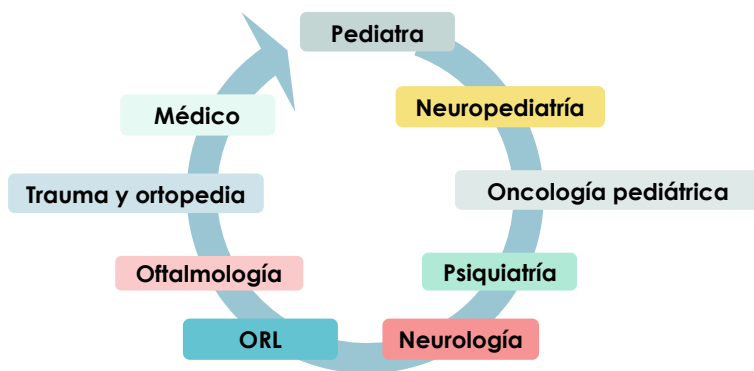 Pediatra
Neuropediatría
Oncología pediátrica
Psiquiatría
Neurología
ORL
Oftalmología
Trauma y ortopedia
Médico